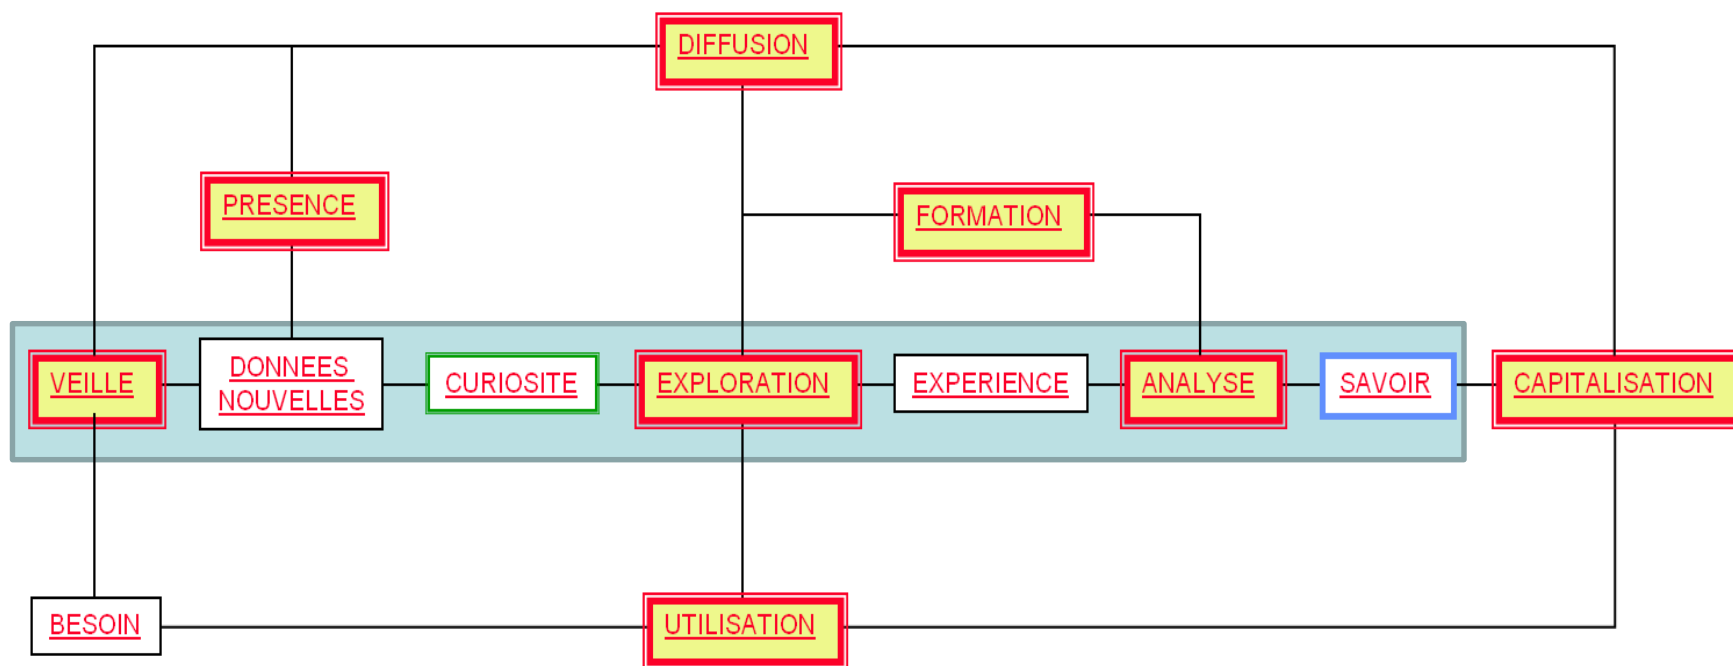 DIFFUSION
PRESENCE
FORMATION
VEILLE
DONNEES
NOUVELLES
CURIOSITE
EXPLORATION
EXPERIENCE
ANALYSE
SAVOIR
CAPITALISATION
BESOIN
UTILISATION